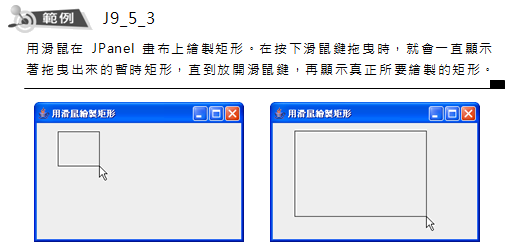 範例 J9_5_3
用滑鼠在 JPanel 畫布上繪製矩形。在按下滑鼠鍵拖曳時，就會一直顯示
著拖曳出來的暫時矩形，直到放開滑鼠鍵，再顯示真正所要繪製的矩形。
用滑鼠繪製矩形
用滑鼠繪製矩形